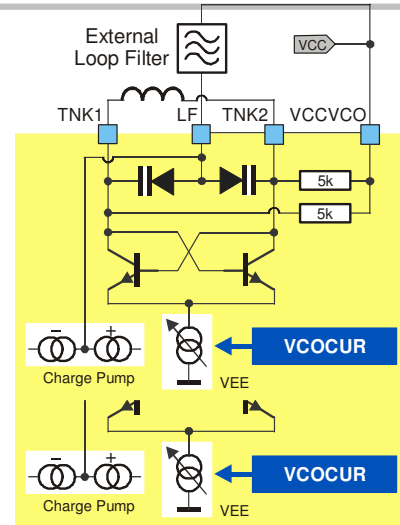 External
Loop Filter
VCC
TNK1
LF
TNK2
VCCVCO
5k
5k
− +
VCOCUR
Charge Pump
VEE
− +
VCOCUR
Charge Pump
VEE